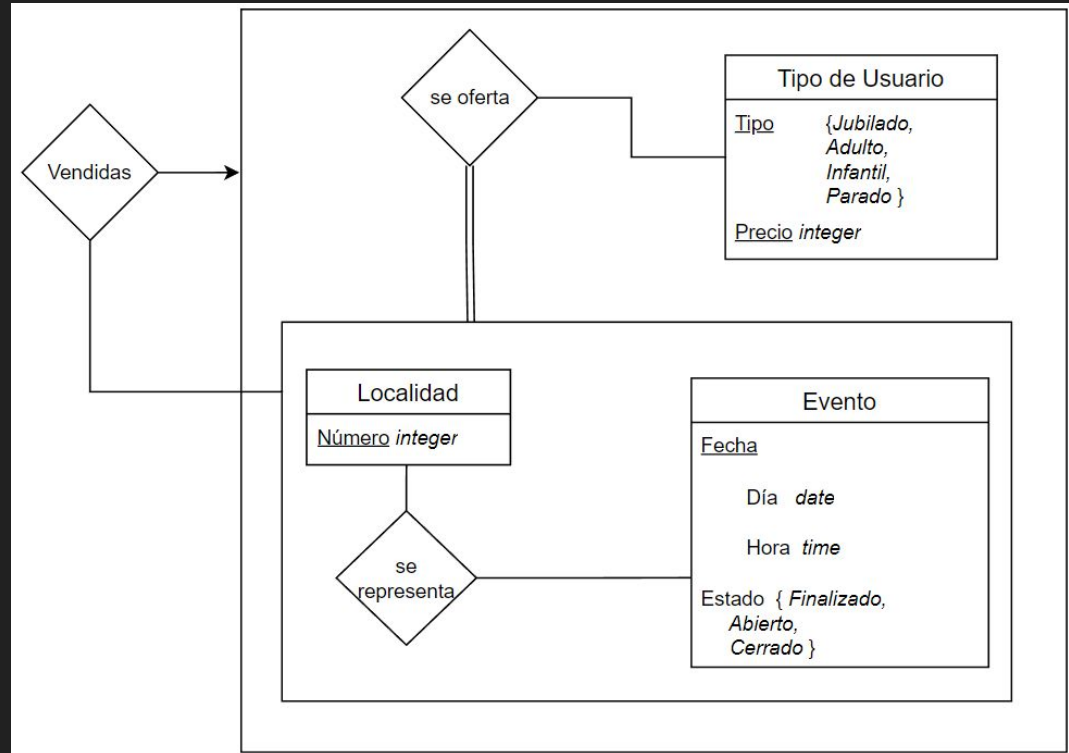 se oferta
Tipo de Usuario
Tipo {Jubilado,
Adulto,
Infantil,
Parado }
Precio integer
Vendidas
Localidad
Número integer
se
representa
Evento
Fecha
Día date
Hora time
Estado { Finalizado,
Abierto,
Cerrado }